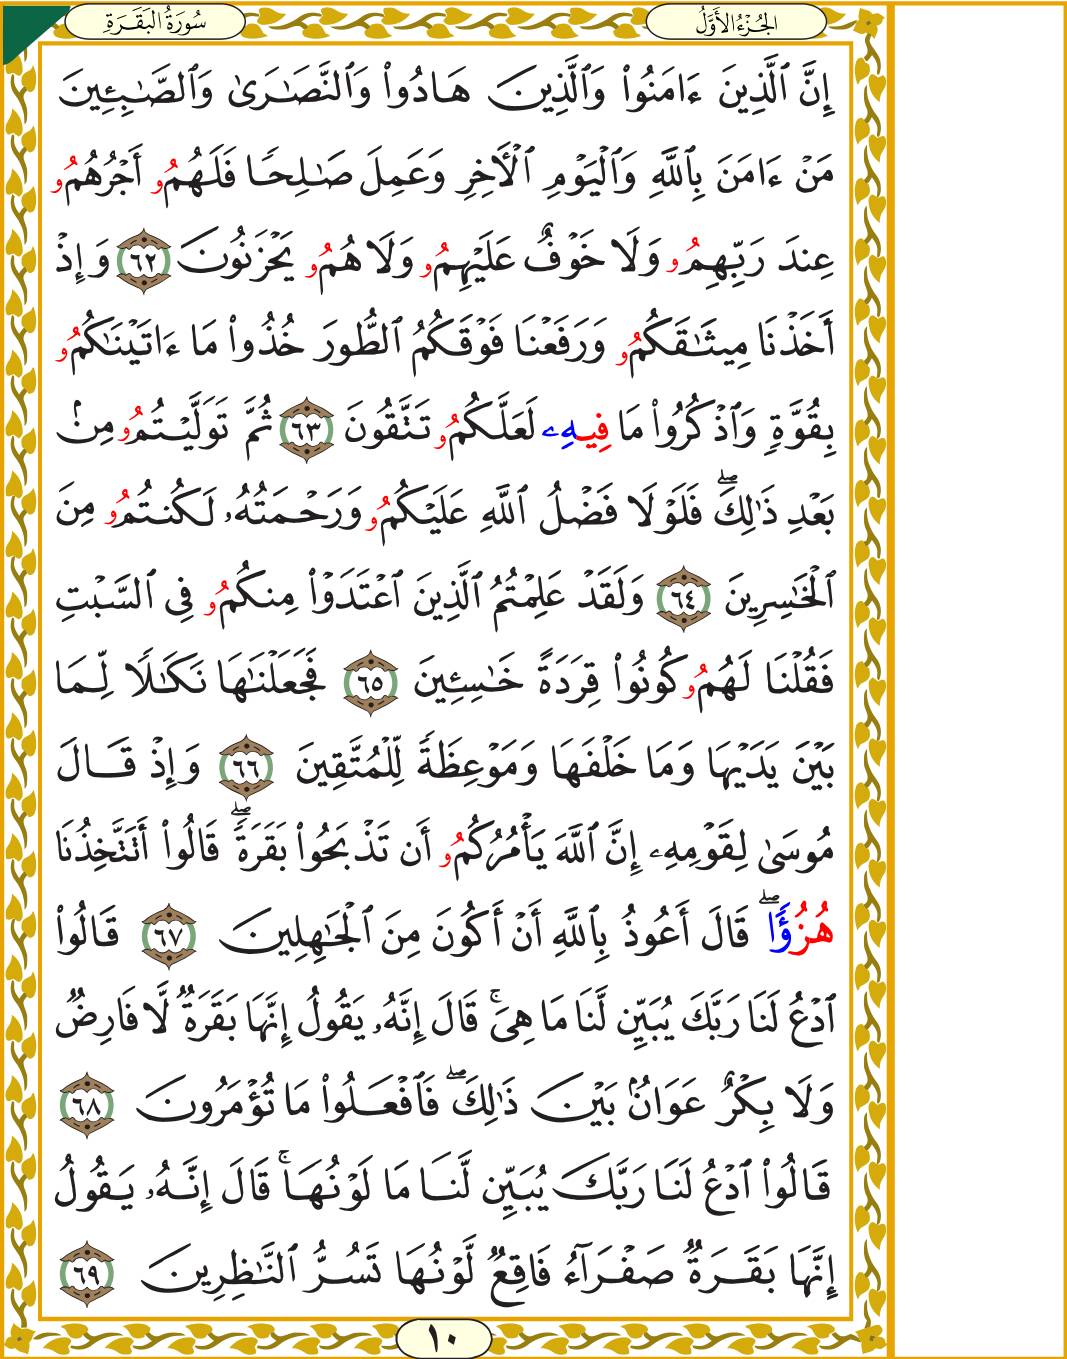 سُورَةُ الْبَقَرَةِ
الجُزْءُ الأَوَّلُ
إِنَّ ٱلَّذِينَ ءَامَنُوا۟ وَٱلَّذِينَ هَادُوا۟ وَٱلنَّصَـٰرَىٰ وَٱلصَّـٰبِـِٔينَ
مَنْ ءَامَنَ بِٱللَّهِ وَٱلْيَوْمِ ٱلْـَٔاخِرِ وَعَمِلَ صَـٰلِحًا فَلَهُمُۥ أَجْرُهُمُۥ
عِندَ رَبِّهِمُۥ وَلَا خَوْفٌ عَلَيْهِمُۥ وَلَا هُمُۥ يَحْزَنُونَ ٦٢ وَإِذْ
أَخَذْنَا مِيثَـٰقَكُمُۥ وَرَفَعْنَا فَوْقَكُمُ ٱلطُّورَ خُذُوا۟ مَا ءَاتَيْنَـٰكُمُۥ
بِقُوَّةٍ وَٱذْكُرُوا۟ مَا فِيهِۦ لَعَلَّكُمُۥ تَتَّقُونَ ٦٣ ثُمَّ تَوَلَّيْتُمُۥ مِنۢ
بَعْدِ ذَٰلِكَ ۖ فَلَوْلَا فَضْلُ ٱللَّهِ عَلَيْكُمُۥ وَرَحْمَتُهُۥ لَكُنتُمُۥ مِنَ
ٱلْخَـٰسِرِينَ ٦٤ وَلَقَدْ عَلِمْتُمُ ٱلَّذِينَ ٱعْتَدَوْا۟ مِنكُمُۥ فِى ٱلسَّبْتِ
فَقُلْنَا لَهُمُۥ كُونُوا۟ قِرَدَةً خَـٰسِـِٔينَ ٦٥ فَجَعَلْنَـٰهَا نَكَـٰلًا لِّمَا
بَيْنَ يَدَيْهَا وَمَا خَلْفَهَا وَمَوْعِظَةً لِّلْمُتَّقِينَ ٦٦ وَإِذْ قَالَ
مُوسَىٰ لِقَوْمِهِۦ إِنَّ ٱللَّهَ يَأْمُرُكُمُۥ أَن تَذْبَحُوا۟ بَقَرَةً ۖ قَالُوٓا۟ أَتَتَّخِذُنَا
هُزُؤًا ۖ قَالَ أَعُوذُ بِٱللَّهِ أَنْ أَكُونَ مِنَ ٱلْجَـٰهِلِينَ ٦٧ قَالُوا۟
ٱدْعُ لَنَا رَبَّكَ يُبَيِّن لَّنَا مَا هِىَ ۚ قَالَ إِنَّهُۥ يَقُولُ إِنَّهَا بَقَرَةٌ لَّا فَارِضٌ
وَلَا بِكْرٌ عَوَانٌۢ بَيْنَ ذَٰلِكَ ۖ فَٱفْعَلُوا۟ مَا تُؤْمَرُونَ ٦٨
قَالُوا۟ ٱدْعُ لَنَا رَبَّكَ يُبَيِّن لَّنَا مَا لَوْنُهَا ۚ قَالَ إِنَّهُۥ يَقُولُ
إِنَّهَا بَقَرَةٌ صَفْرَآءُ فَاقِعٌ لَّوْنُهَا تَسُرُّ ٱلنَّـٰظِرِينَ ٦٩
١٠